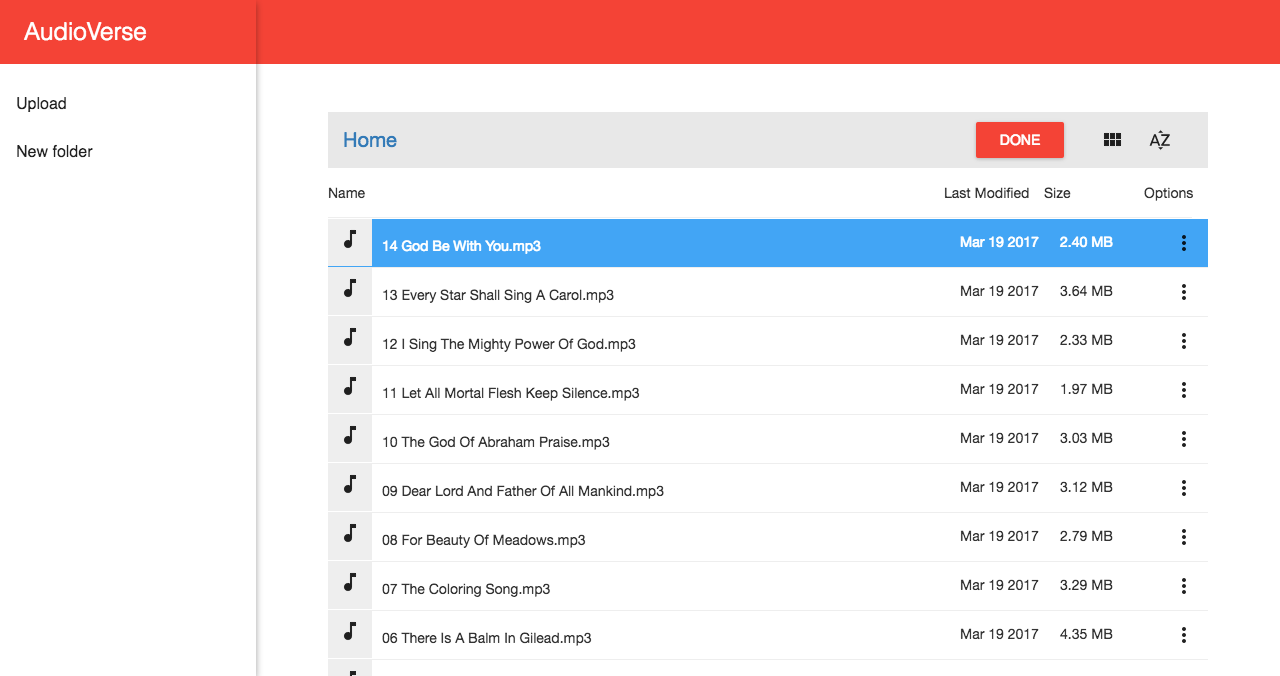 AudioVerse
Upload
New folder
Home DONE AZ
Name Last Modified Size Options
14 God Be With You.mp3 Mar 19 2017 2.40 MB
13 Every Star Shall Sing A Carol.mp3 Mar 19 2017 3.64 MB
12 I Sing The Mighty Power Of God.mp3 Mar 19 2017 2.33 MB
11 Let All Mortal Flesh Keep Silence.mp3 Mar 19 2017 1.97 MB
10 The God Of Abraham Praise.mp3 Mar 19 2017 3.03 MB
09 Dear Lord And Father Of All Mankind.mp3 Mar 19 2017 3.12 MB
08 For Beauty Of Meadows.mp3 Mar 19 2017 2.79 MB
07 The Coloring Song.mp3 Mar 19 2017 3.29 MB
06 There Is A Balm In Gilead.mp3 Mar 19 2017 4.35 MB